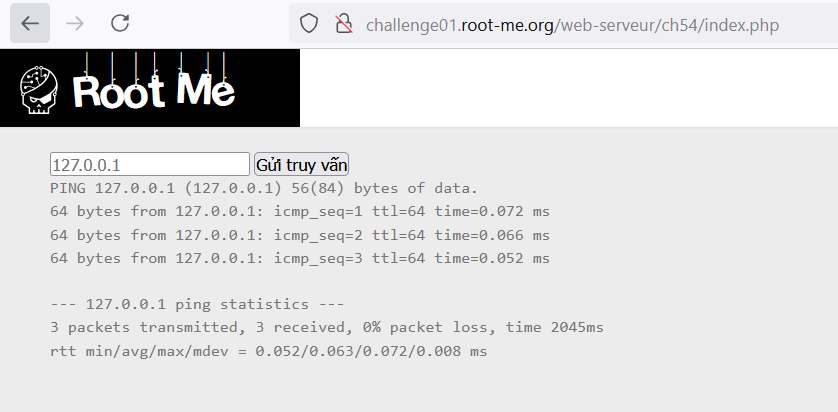 challenge01.root-me.org/web-serveur/ch54/index.php
Root Me
127.0.0.1 Gửi truy vấn
PING 127.0.0.1 (127.0.0.1) 56(84) bytes of data.
64 bytes from 127.0.0.1: icmp_seq=1 ttl=64 time=0.072 ms
64 bytes from 127.0.0.1: icmp_seq=2 ttl=64 time=0.066 ms
64 bytes from 127.0.0.1: icmp_seq=3 ttl=64 time=0.052 ms
--- 127.0.0.1 ping statistics ---
3 packets transmitted, 3 received, 0% packet loss, time 2045ms
rtt min/avg/max/mdev = 0.052/0.063/0.072/0.008 ms